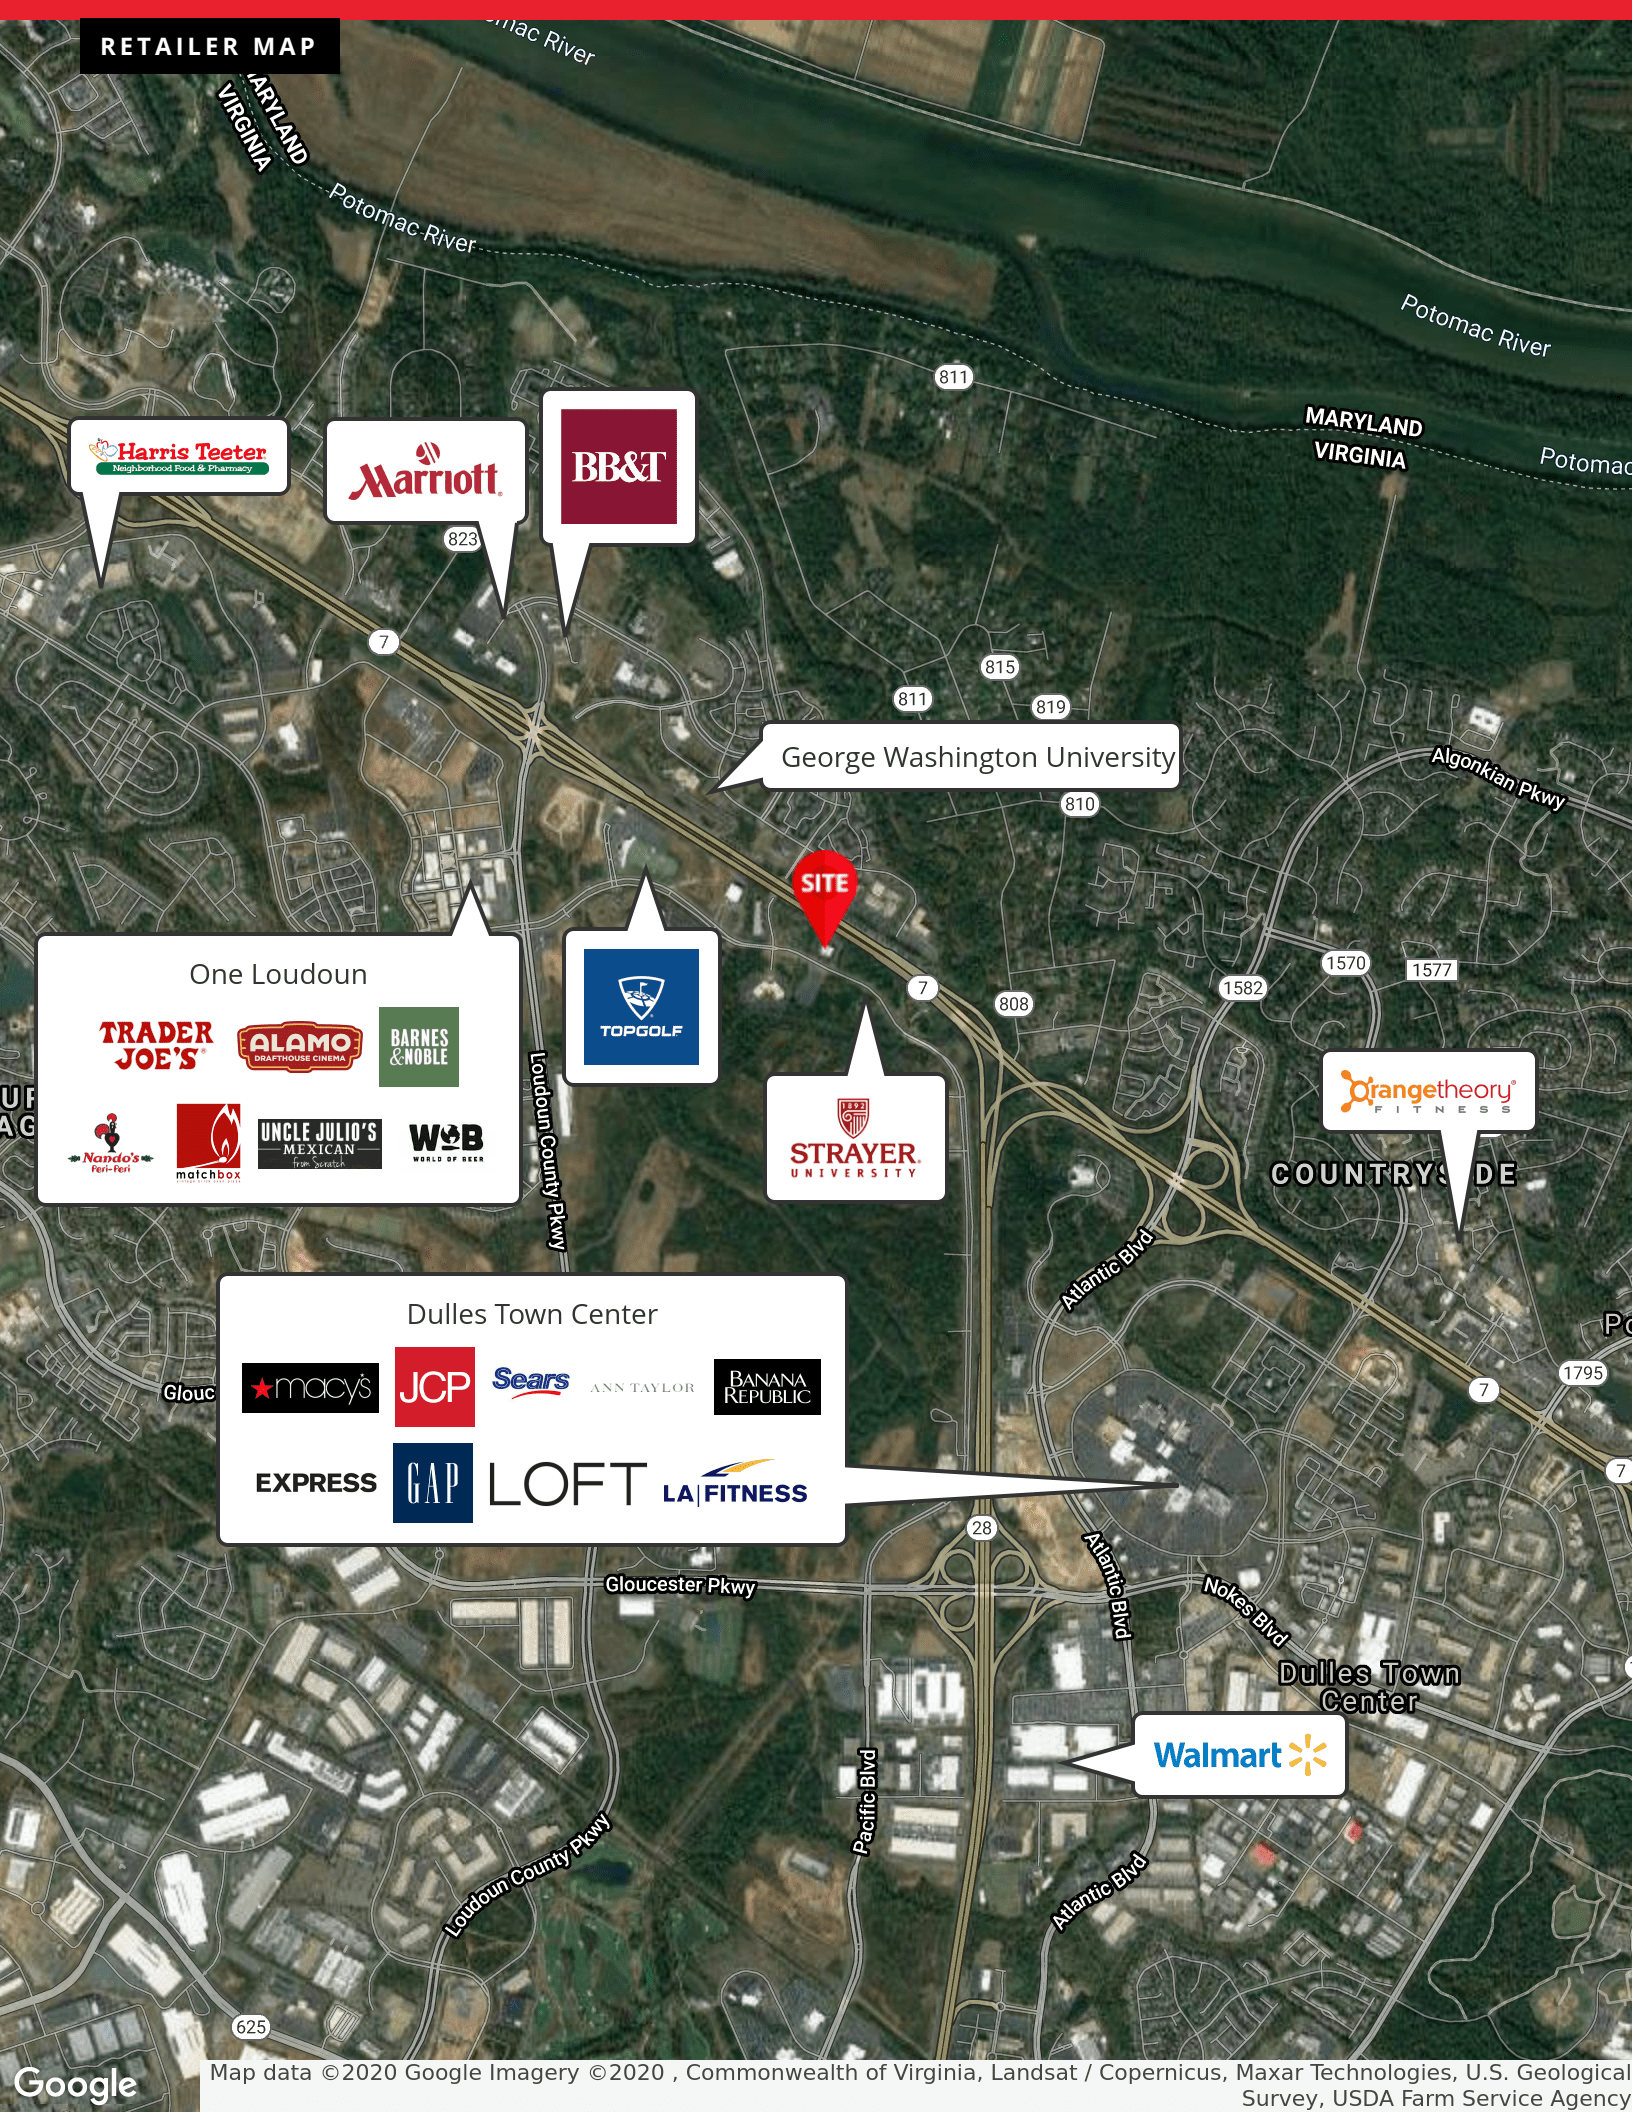 RETAILER MAP
mac River
MARYLAND
VIRGINIA
Potomac River
Potomac River
811
MARYLAND
VIRGINIA
Potomac
Harris Teeter
Neighborhood Food & Pharmacy
Marriott
BB&T
823
7
815
811
819
George Washington University
810
Algonkian Pkwy
SITE
One Loudoun
TRADER
JOE'S
ALAMO
DRAFTHOUSE CINEMA
BARNES
&NOBLE
Nando's
Peri-Peri
matchbox
UNCLE JULIO'S
MEXICAN
from Scratch
WOB
WORLD OF BEER
TOPGOLF
7
808
1582
1570
1577
1892
STRAYER
UNIVERSITY
Orangetheory
FITNESS
COUNTRYSIDE
Loudoun County Pkwy
Atlantic Blvd
Dulles Town Center
macy's
JCP
Sears
ANN TAYLOR
BANANA
REPUBLIC
EXPRESS
GAP
LOFT
LA FITNESS
Glouc
1795
7
7
28
Gloucester Pkwy
Atlantic Blvd
Nokes Blvd
Dulles Town
Center
Walmart
Pacific Blvd
Loudoun County Pkwy
Atlantic Blvd
625
Google
Map data ©2020 Google Imagery ©2020 , Commonwealth of Virginia, Landsat / Copernicus, Maxar Technologies, U.S. Geological
Survey, USDA Farm Service Agency